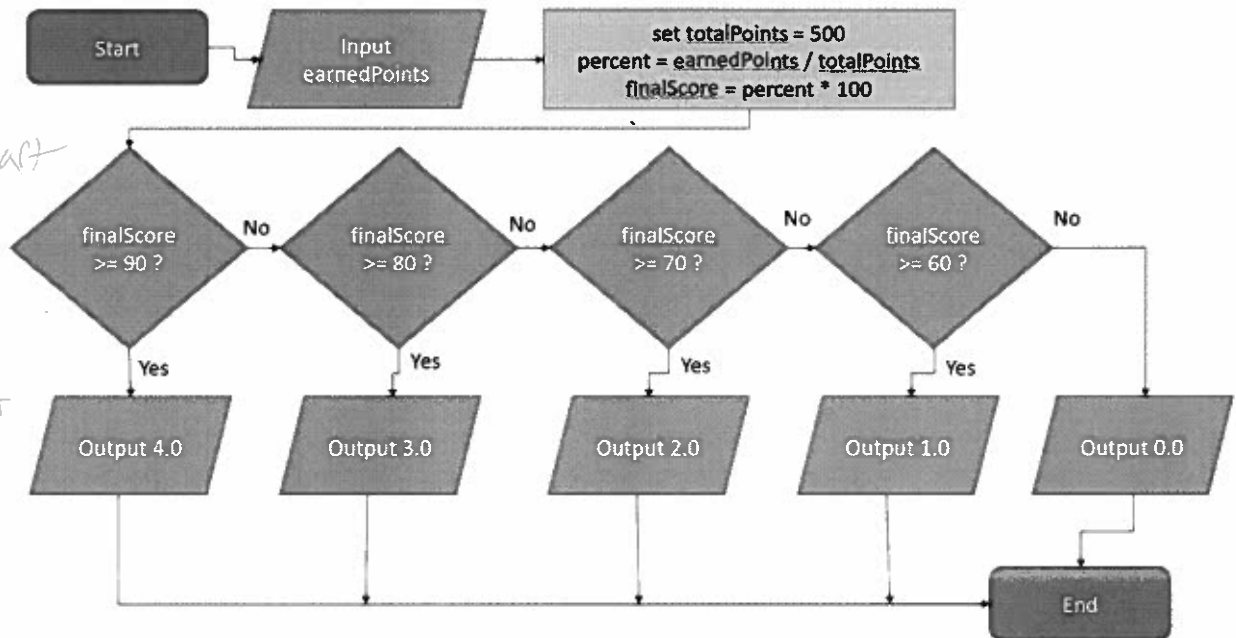 Start
Input
earnedPoints
set totalPoints = 500
percent = earnedPoints / totalPoints
finalScore = percent * 100
finalScore
>= 90 ?
No
finalScore
>= 80 ?
No
finalScore
>= 70 ?
No
finalScore
>= 60 ?
No
Yes
Yes
Yes
Yes
Output 4.0
Output 3.0
Output 2.0
Output 1.0
Output 0.0
End